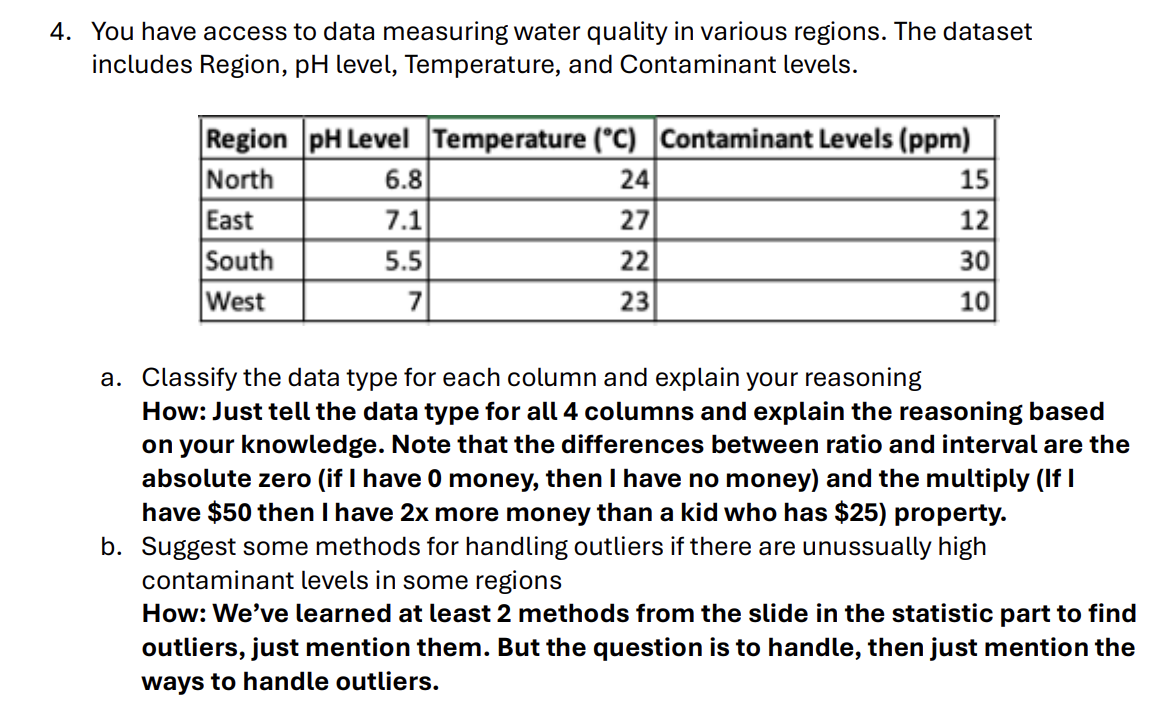 4. You have access to data measuring water quality in various regions. The dataset
includes Region, pH level, Temperature, and Contaminant levels.
Region pH Level Temperature (°C) Contaminant Levels (ppm)
North 6.8 24 15
East 7.1 27 12
South 5.5 22 30
West 7 23 10
a. Classify the data type for each column and explain your reasoning
How: Just tell the data type for all 4 columns and explain the reasoning based
on your knowledge. Note that the differences between ratio and interval are the
absolute zero (if I have 0 money, then I have no money) and the multiply (If I
have $50 then I have 2x more money than a kid who has $25) property.
b. Suggest some methods for handling outliers if there are unussually high
contaminant levels in some regions
How: We’ve learned at least 2 methods from the slide in the statistic part to find
outliers, just mention them. But the question is to handle, then just mention the
ways to handle outliers.